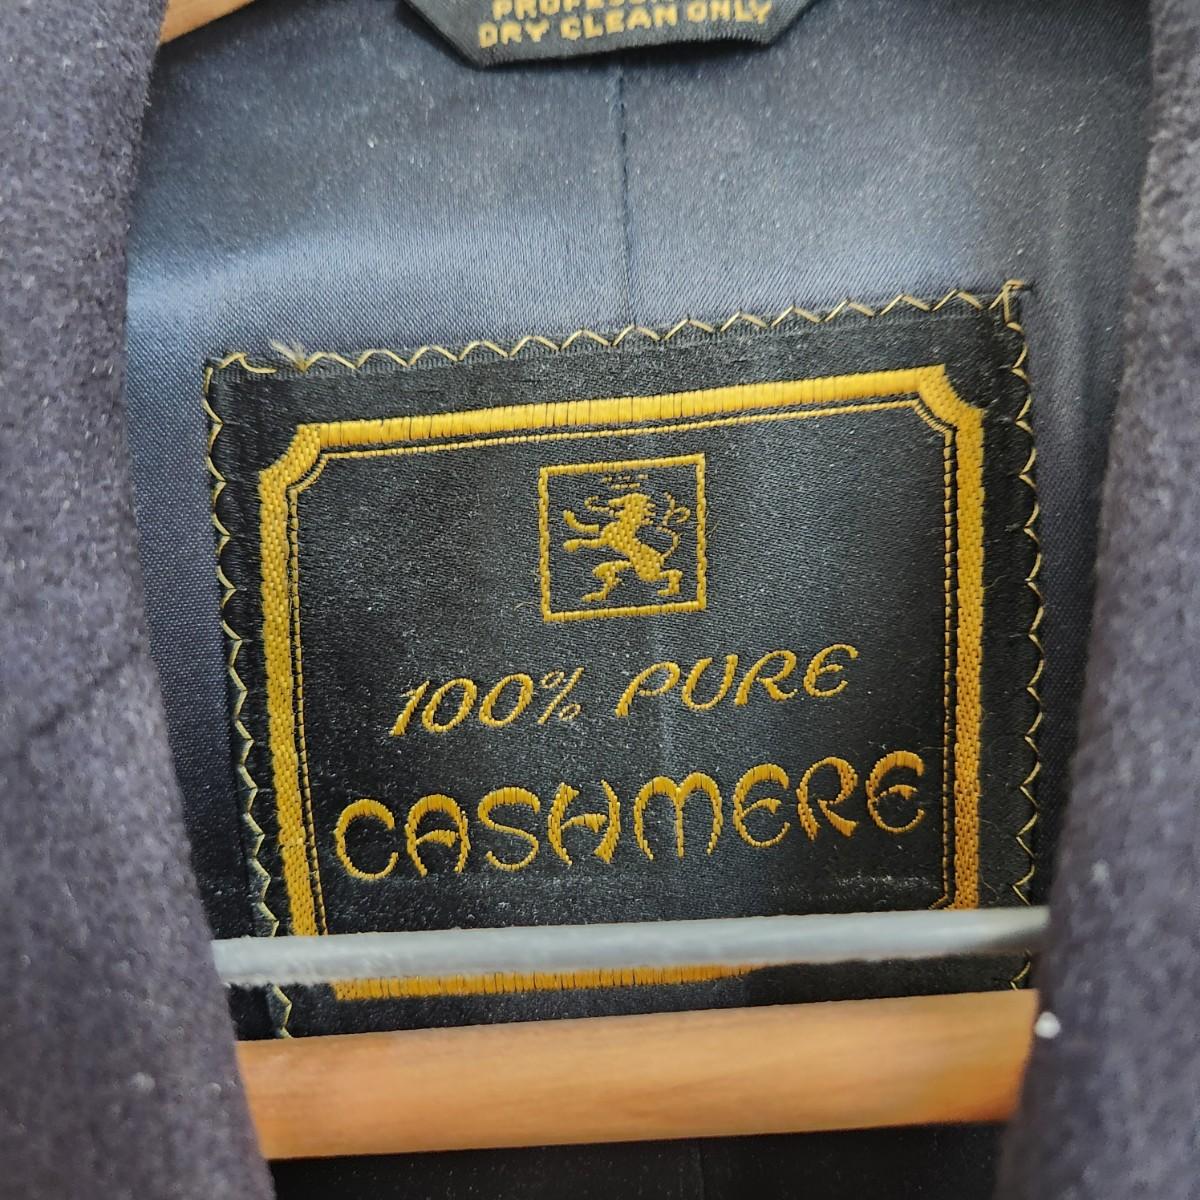 DRY CLEAN ONLY
100% PURE
CASHMERE